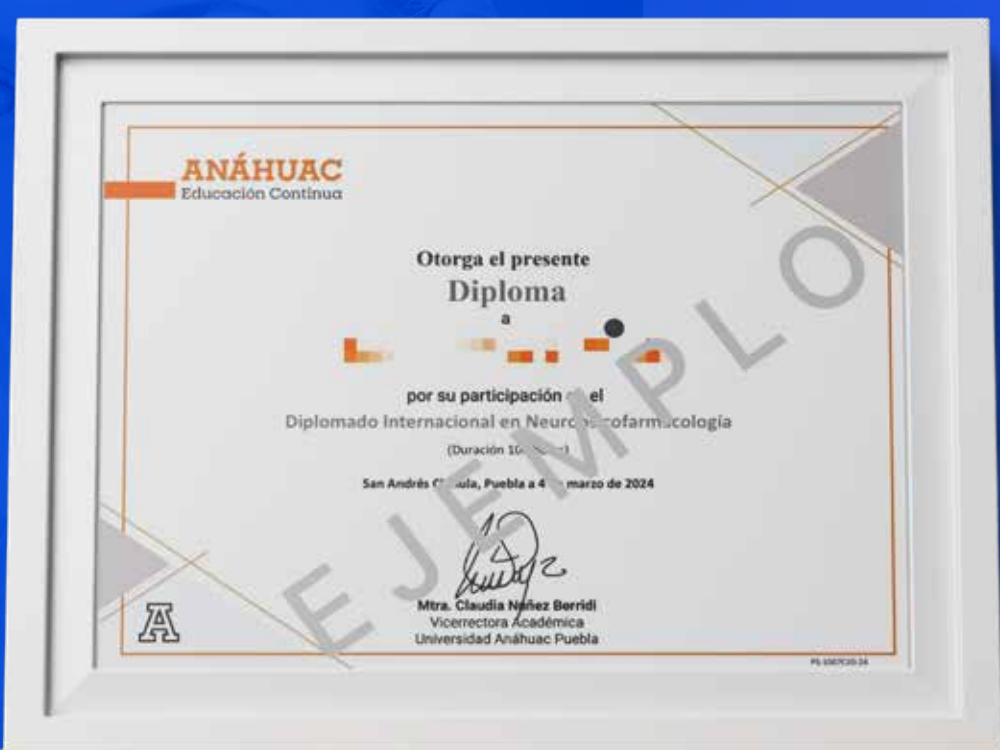 ANÁHUAC
Educación Continua
Otorga el presente
Diploma
a
por su participación el
Diplomado Internacional en
(Duración
San Andrés Puebla a 4 marzo de 2024
EJEMPLO
Mtra. Claudia Núñez Berridi
Vicerrectora Académica
Universidad Anáhuac Puebla
A